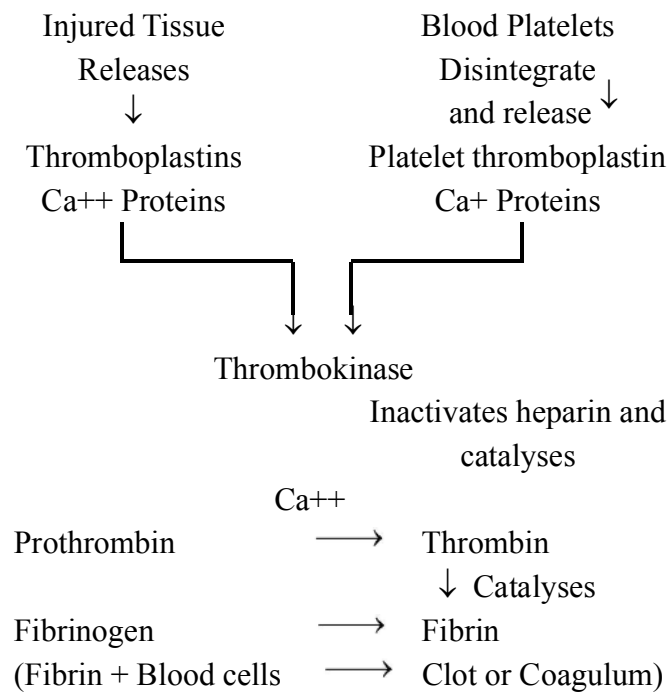 Injured Tissue
Releases
↓
Thromboplastins
Ca++ Proteins
Blood Platelets
Disintegrate
and release ↓
Platelet thromboplastin
Ca+ Proteins
Thrombokinase
Inactivates heparin and
catalyses
Ca++
Prothrombin → Thrombin
↓ Catalyses
Fibrinogen → Fibrin
(Fibrin + Blood cells → Clot or Coagulum)